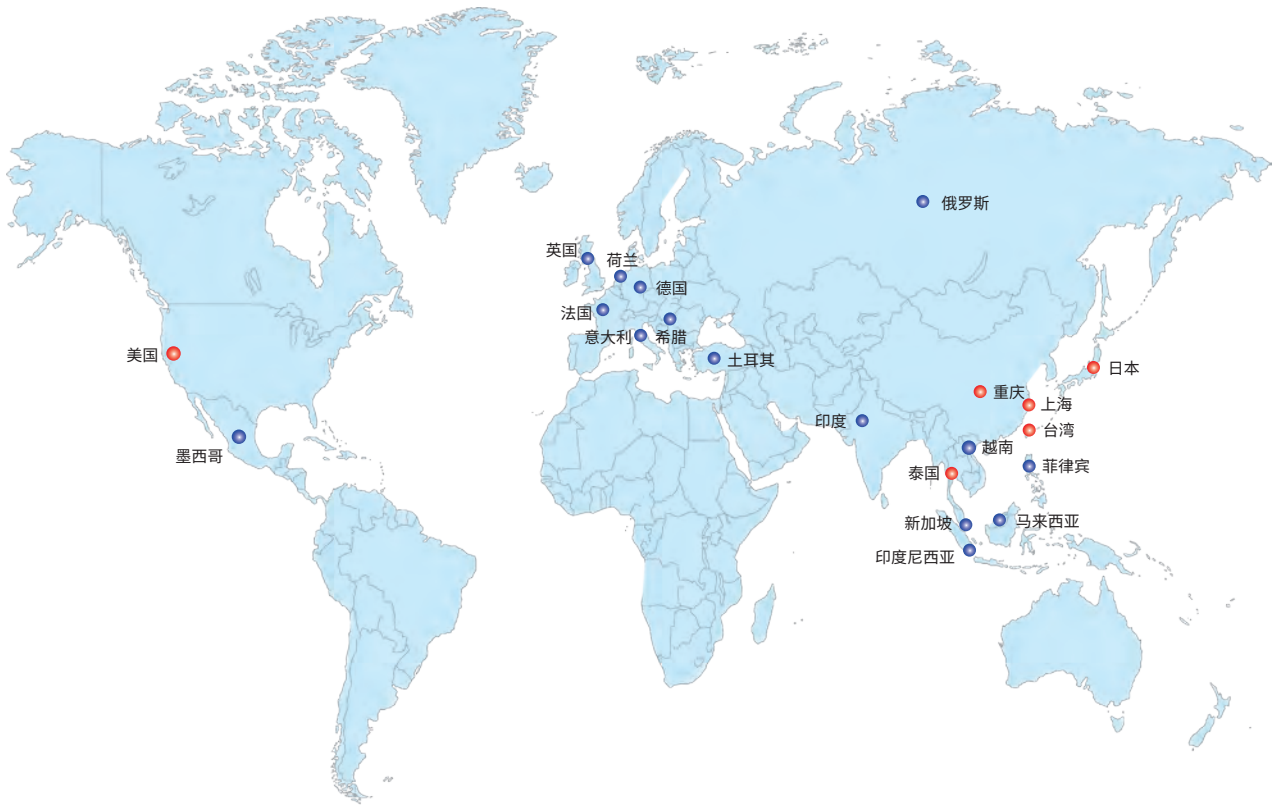 俄罗斯
英国
荷兰
德国
法国
意大利
希腊
美国
土耳其
日本
重庆
上海
印度
台湾
墨西哥
越南
菲律宾
泰国
新加坡
马来西亚
印度尼西亚